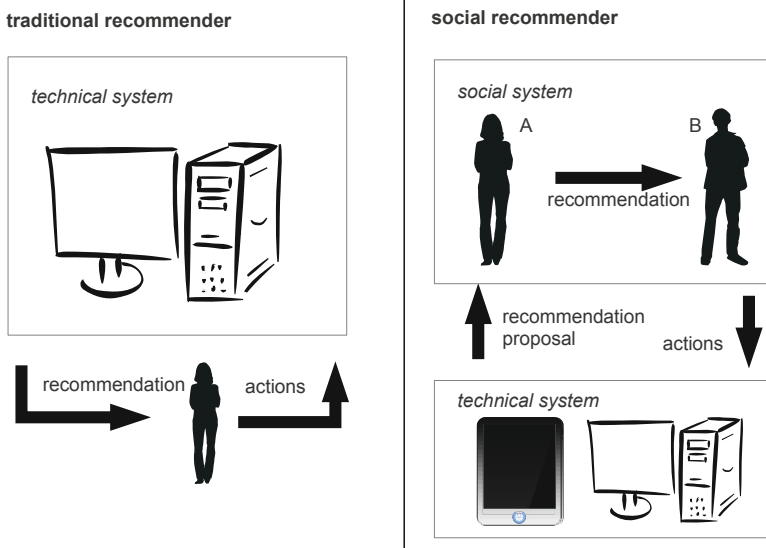 traditional recommender
technical system
recommendation
actions
social recommender
social system
A
B
recommendation
recommendation
proposal
actions
technical system